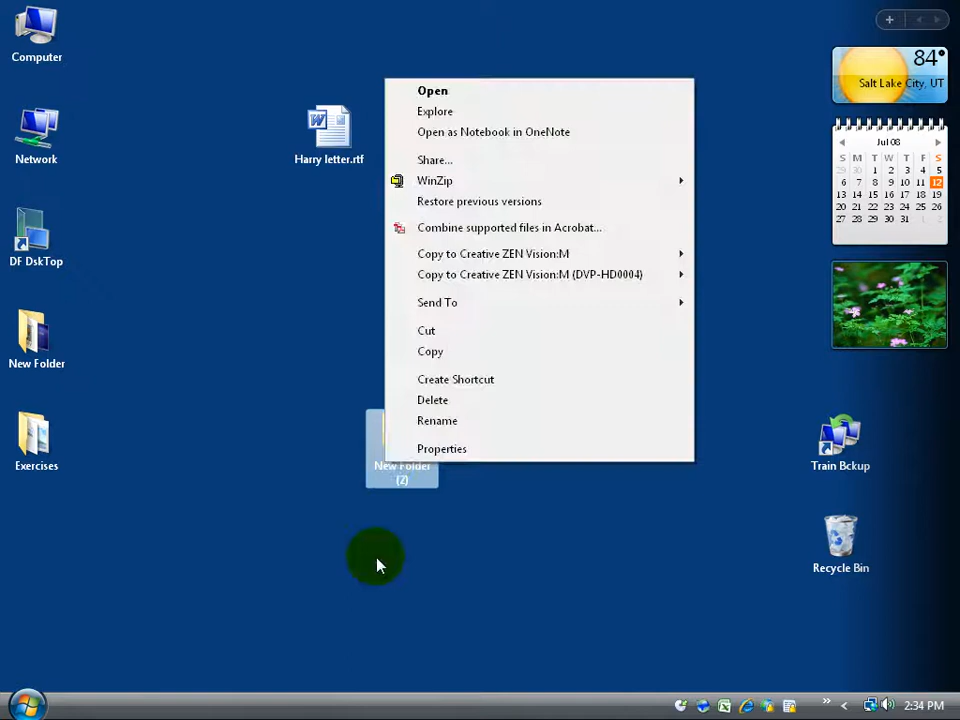 Computer
Network
DF DskTop
New Folder
Exercises
Harry letter.rtf
Open
Explore
Open as Notebook in OneNote
Share...
WinZip
Restore previous versions
Combine supported files in Acrobat...
Copy to Creative ZEN Vision:M
Copy to Creative ZEN Vision:M (DVP-HD0004)
Send To
Cut
Copy
Create Shortcut
Delete
Rename
Properties
New Folder
(2)
84°
Salt Lake City, UT
Jul 08
S M T W T F S
29 30 1 2 3 4 5
6 7 8 9 10 11 12
13 14 15 16 17 18 19
20 21 22 23 24 25 26
27 28 29 30 31 1 2
Train Bckup
Recycle Bin
2:34 PM